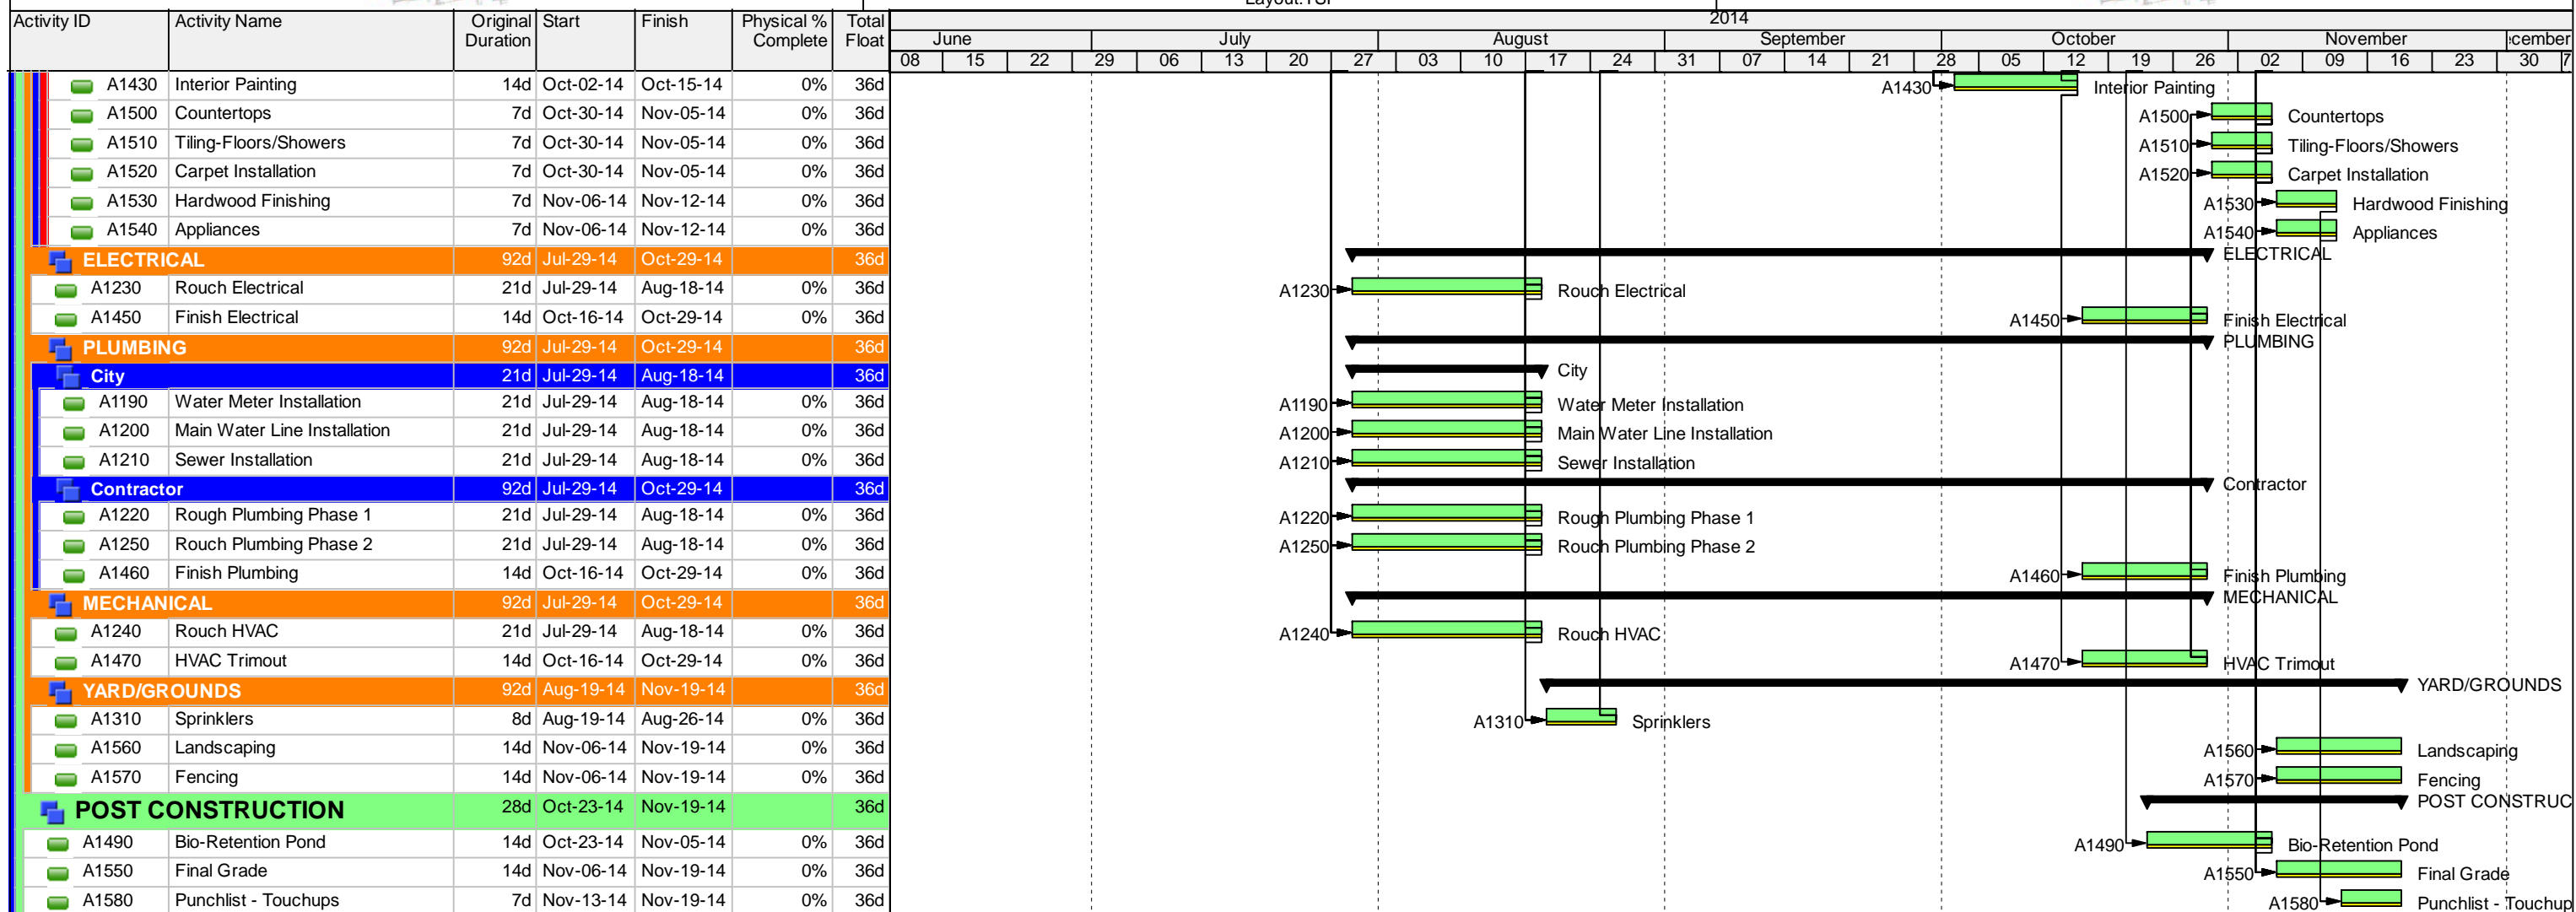 Layout:TSP
Activity ID Activity Name Original Duration Start Finish Physical % Complete Total Float
2014
June July August September October November cember
08 15 22 29 06 13 20 27 03 10 17 24 31 07 14 21 28 05 12 19 26 02 09 16 23 30 7
A1430 Interior Painting 14d Oct-02-14 Oct-15-14 0% 36d A1430 Interior Painting
A1500 Countertops 7d Oct-30-14 Nov-05-14 0% 36d A1500 Countertops
A1510 Tiling-Floors/Showers 7d Oct-30-14 Nov-05-14 0% 36d A1510 Tiling-Floors/Showers
A1520 Carpet Installation 7d Oct-30-14 Nov-05-14 0% 36d A1520 Carpet Installation
A1530 Hardwood Finishing 7d Nov-06-14 Nov-12-14 0% 36d A1530 Hardwood Finishing
A1540 Appliances 7d Nov-06-14 Nov-12-14 0% 36d A1540 Appliances
ELECTRICAL 92d Jul-29-14 Oct-29-14 36d ELECTRICAL
A1230 Rouch Electrical 21d Jul-29-14 Aug-18-14 0% 36d A1230 Rouch Electrical
A1450 Finish Electrical 14d Oct-16-14 Oct-29-14 0% 36d A1450 Finish Electrical
PLUMBING 92d Jul-29-14 Oct-29-14 36d PLUMBING
City 21d Jul-29-14 Aug-18-14 36d City
A1190 Water Meter Installation 21d Jul-29-14 Aug-18-14 0% 36d A1190 Water Meter Installation
A1200 Main Water Line Installation 21d Jul-29-14 Aug-18-14 0% 36d A1200 Main Water Line Installation
A1210 Sewer Installation 21d Jul-29-14 Aug-18-14 0% 36d A1210 Sewer Installation
Contractor 92d Jul-29-14 Oct-29-14 36d Contractor
A1220 Rough Plumbing Phase 1 21d Jul-29-14 Aug-18-14 0% 36d A1220 Rough Plumbing Phase 1
A1250 Rouch Plumbing Phase 2 21d Jul-29-14 Aug-18-14 0% 36d A1250 Rouch Plumbing Phase 2
A1460 Finish Plumbing 14d Oct-16-14 Oct-29-14 0% 36d A1460 Finish Plumbing
MECHANICAL 92d Jul-29-14 Oct-29-14 36d MECHANICAL
A1240 Rouch HVAC 21d Jul-29-14 Aug-18-14 0% 36d A1240 Rouch HVAC
A1470 HVAC Trimout 14d Oct-16-14 Oct-29-14 0% 36d A1470 HVAC Trimout
YARD/GROUNDS 92d Aug-19-14 Nov-19-14 36d YARD/GROUNDS
A1310 Sprinklers 8d Aug-19-14 Aug-26-14 0% 36d A1310 Sprinklers
A1560 Landscaping 14d Nov-06-14 Nov-19-14 0% 36d A1560 Landscaping
A1570 Fencing 14d Nov-06-14 Nov-19-14 0% 36d A1570 Fencing
POST CONSTRUCTION 28d Oct-23-14 Nov-19-14 36d POST CONSTRUC
A1490 Bio-Retention Pond 14d Oct-23-14 Nov-05-14 0% 36d A1490 Bio-Retention Pond
A1550 Final Grade 14d Nov-06-14 Nov-19-14 0% 36d A1550 Final Grade
A1580 Punchlist - Touchups 7d Nov-13-14 Nov-19-14 0% 36d A1580 Punchlist - Touchup